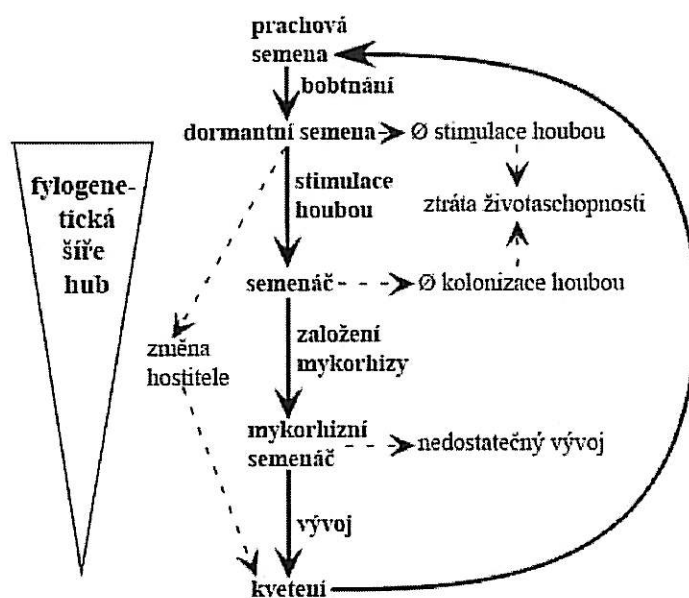 prachová
semena
bobtnání
dormantní semena
Ø stimulace houbou
fylogene-
tická
šíře
hub
stimulace
houbou
ztráta životaschopnosti
semenáč
Ø kolonizace houbou
změna
hostitele
založení
mykorhizy
mykorhizní
semenáč
nedostatečný vývoj
vývoj
kvetení